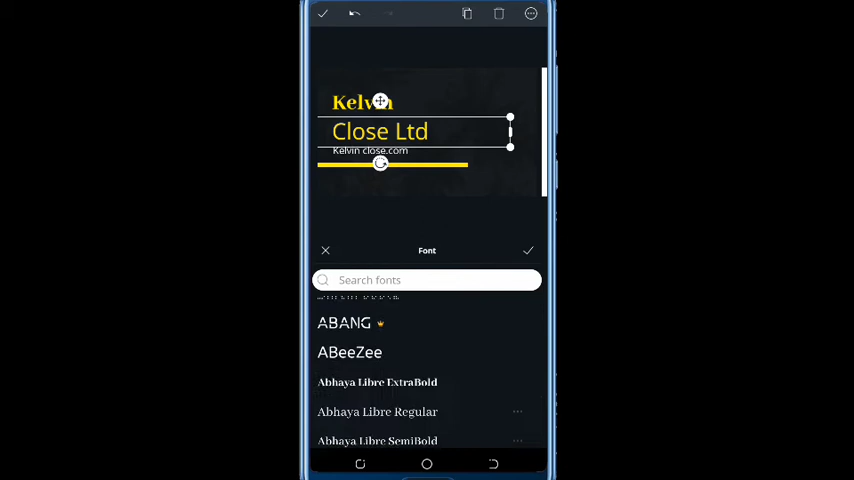 Kelvin
Close Ltd
Kelvin close.com
Font
Search fonts
ABANG
ABeeZee
Abhaya Libre ExtraBold
Abhaya Libre Regular
Abhaya Libre SemiBold